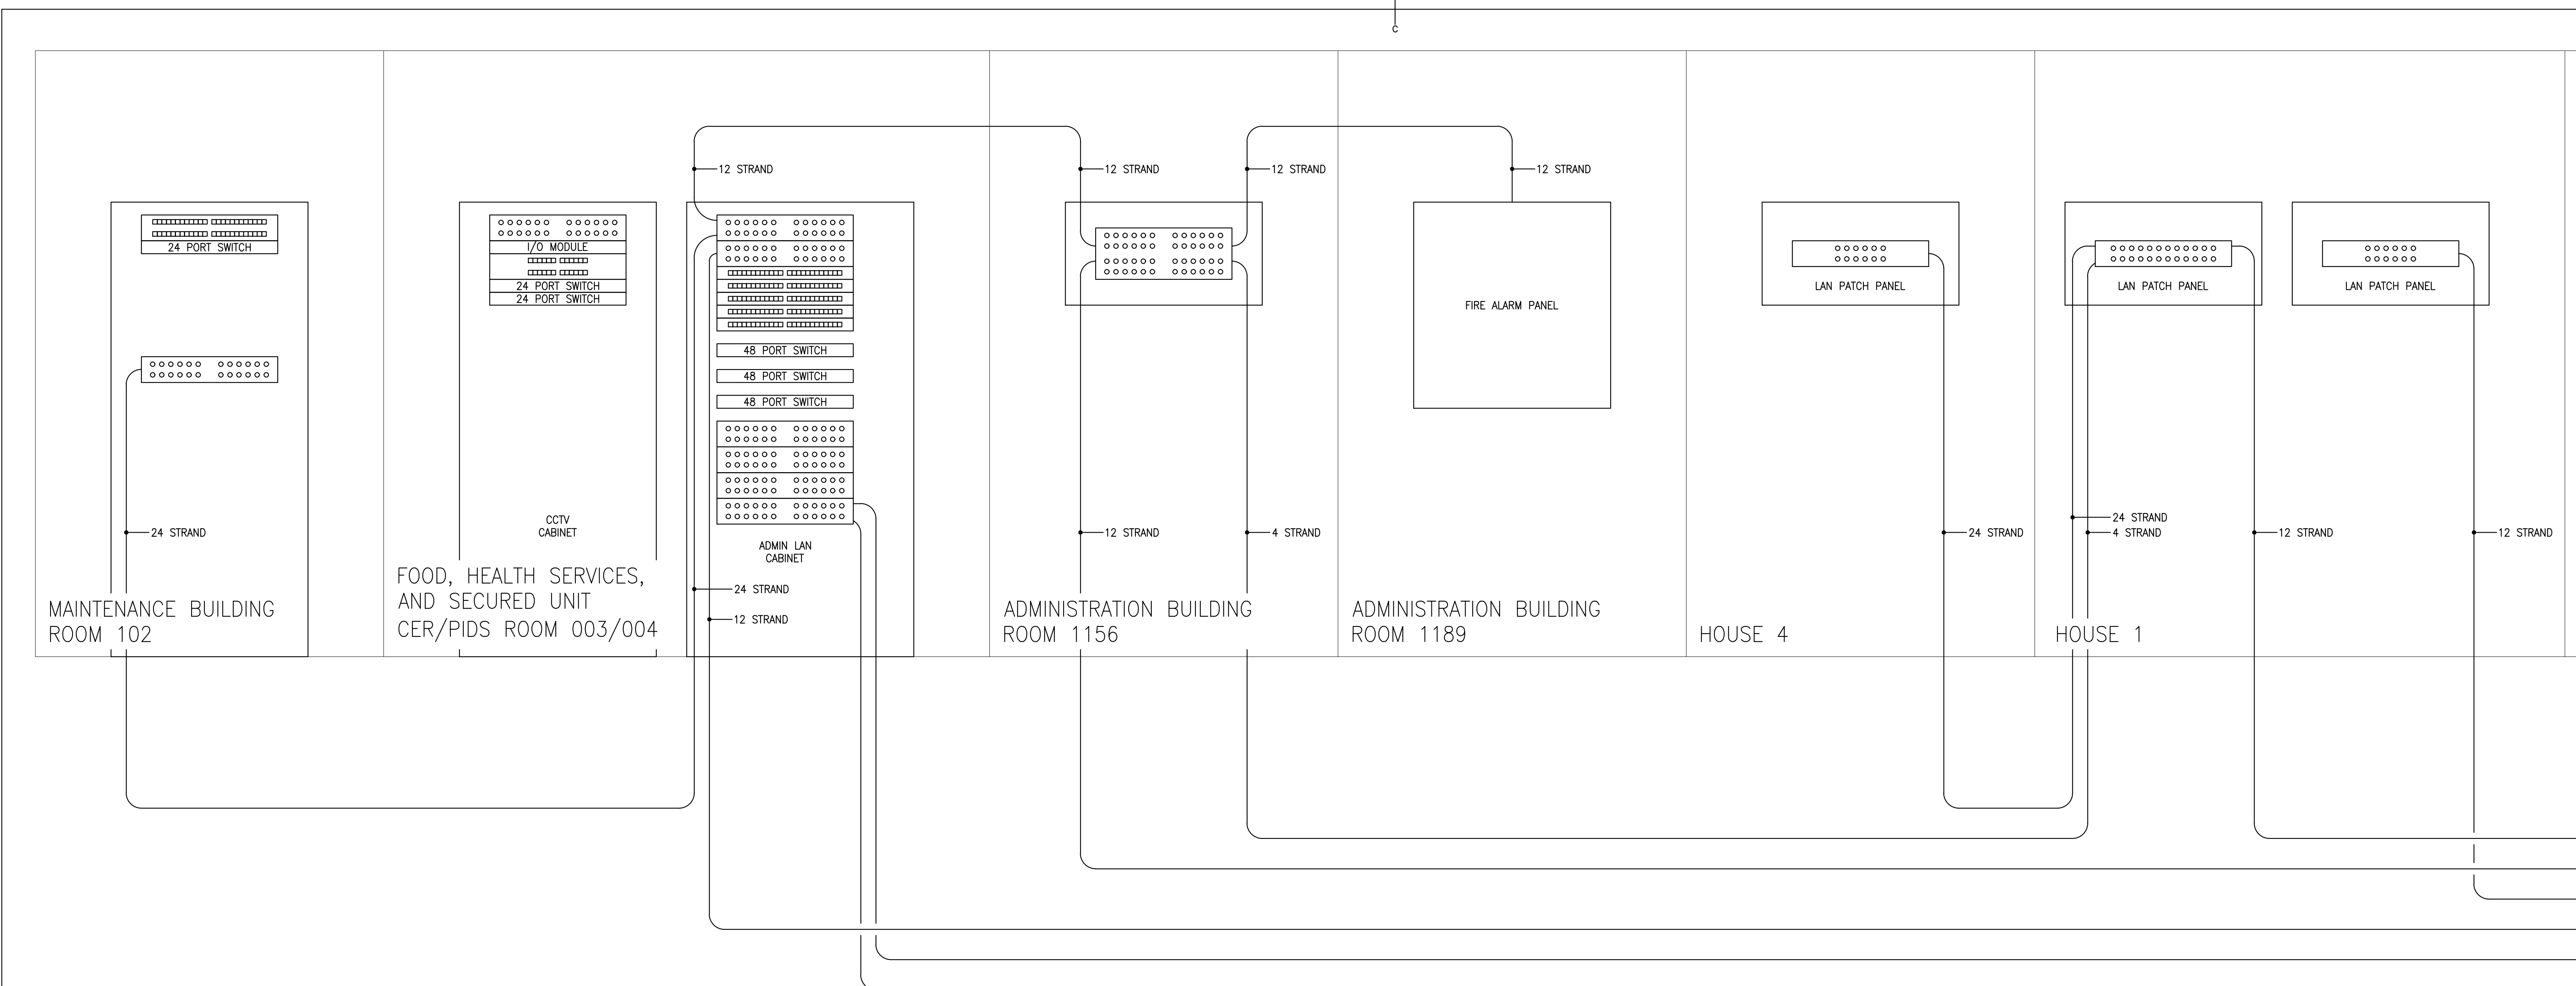 C
12 STRAND
12 STRAND
12 STRAND
12 STRAND
24 PORT SWITCH
I/O MODULE
24 PORT SWITCH
24 PORT SWITCH
48 PORT SWITCH
48 PORT SWITCH
48 PORT SWITCH
FIRE ALARM PANEL
LAN PATCH PANEL
LAN PATCH PANEL
LAN PATCH PANEL
24 STRAND
CCTV
CABINET
ADMIN LAN
CABINET
24 STRAND
12 STRAND
12 STRAND
4 STRAND
24 STRAND
24 STRAND
4 STRAND
12 STRAND
12 STRAND
MAINTENANCE BUILDING
ROOM 102
FOOD, HEALTH SERVICES,
AND SECURED UNIT
CER/PIDS ROOM 003/004
ADMINISTRATION BUILDING
ROOM 1156
ADMINISTRATION BUILDING
ROOM 1189
HOUSE 4
HOUSE 1